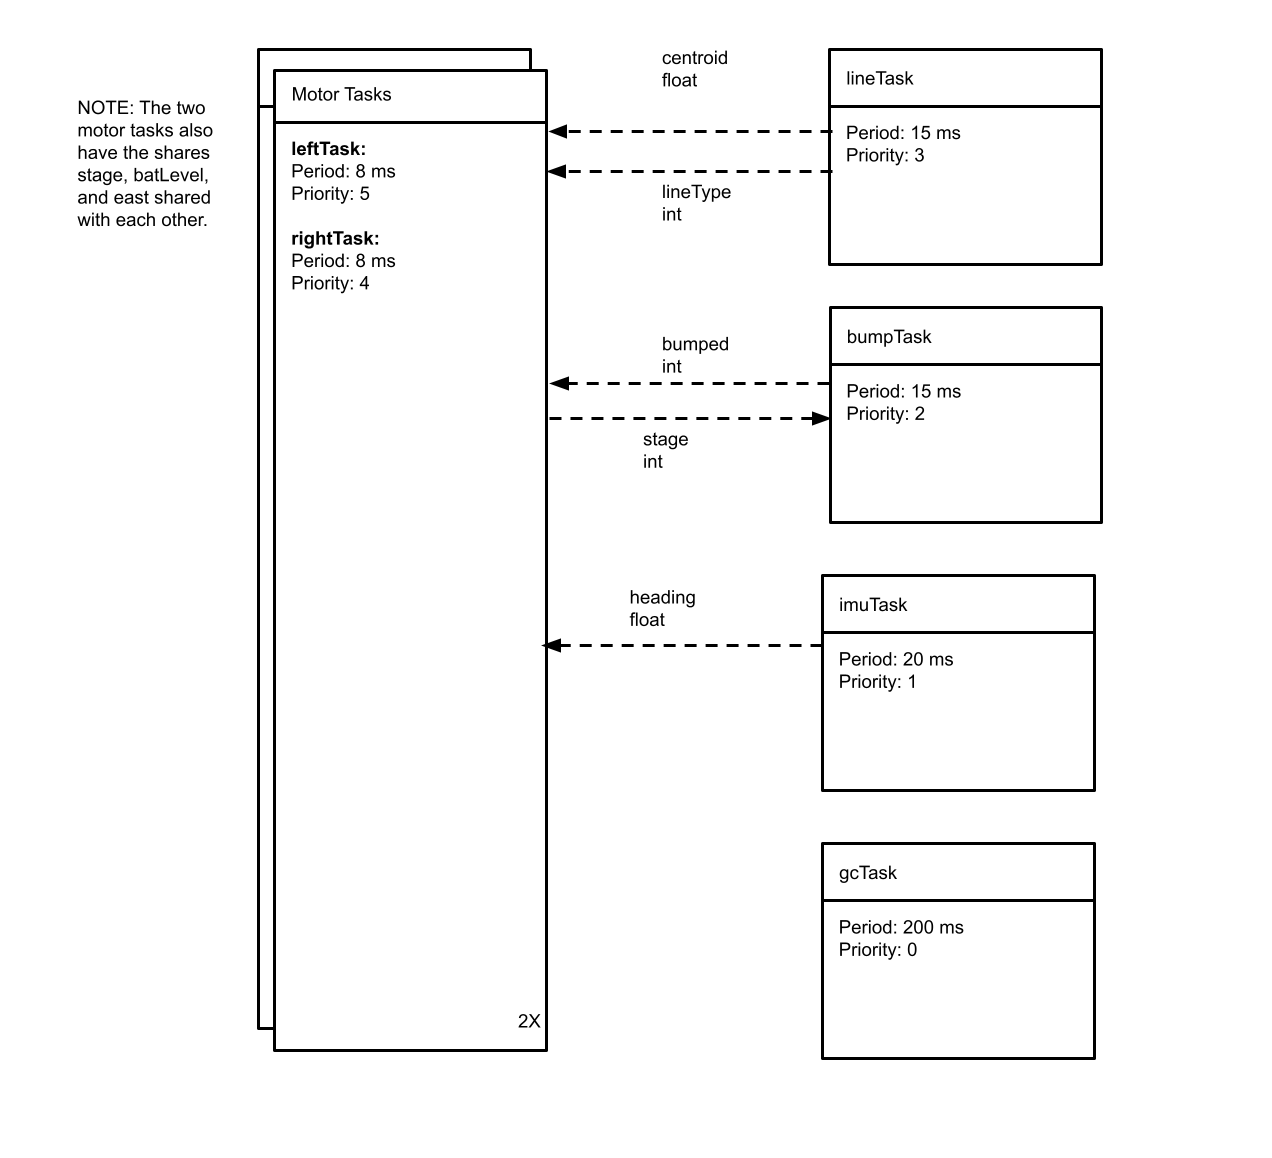 NOTE: The two
motor tasks also
have the shares
stage, batLevel,
and east shared
with each other.
Motor Tasks
leftTask:
Period: 8 ms
Priority: 5
rightTask:
Period: 8 ms
Priority: 4
2X
centroid
float
lineType
int
bumped
int
stage
int
heading
float
lineTask
Period: 15 ms
Priority: 3
bumpTask
Period: 15 ms
Priority: 2
imuTask
Period: 20 ms
Priority: 1
gcTask
Period: 200 ms
Priority: 0